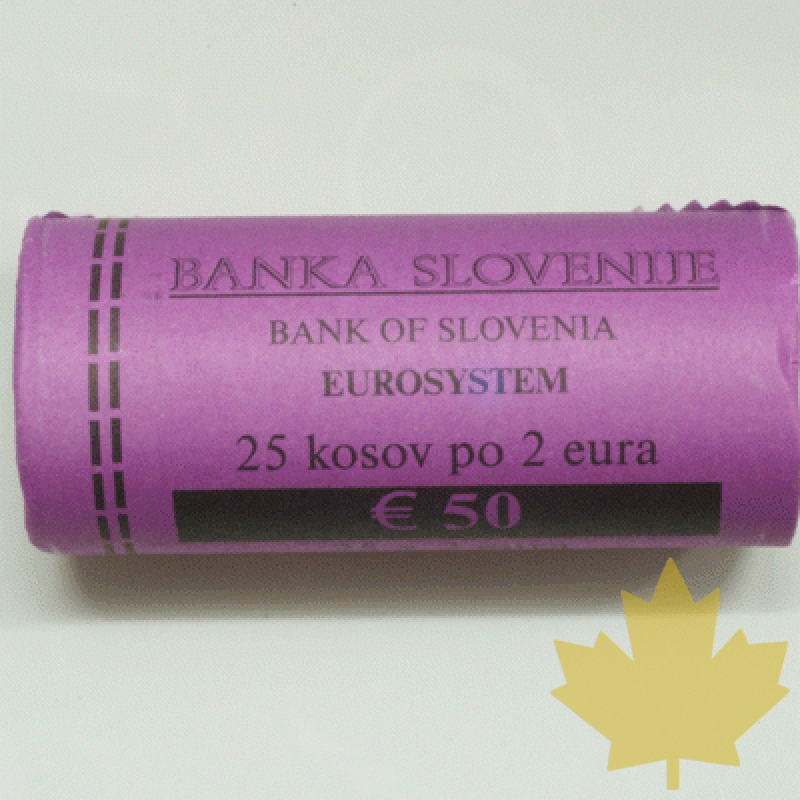 BANKA SLOVENIJE
BANK OF SLOVENIA
EUROSYSTEM
25 kosov po 2 eura
€ 50